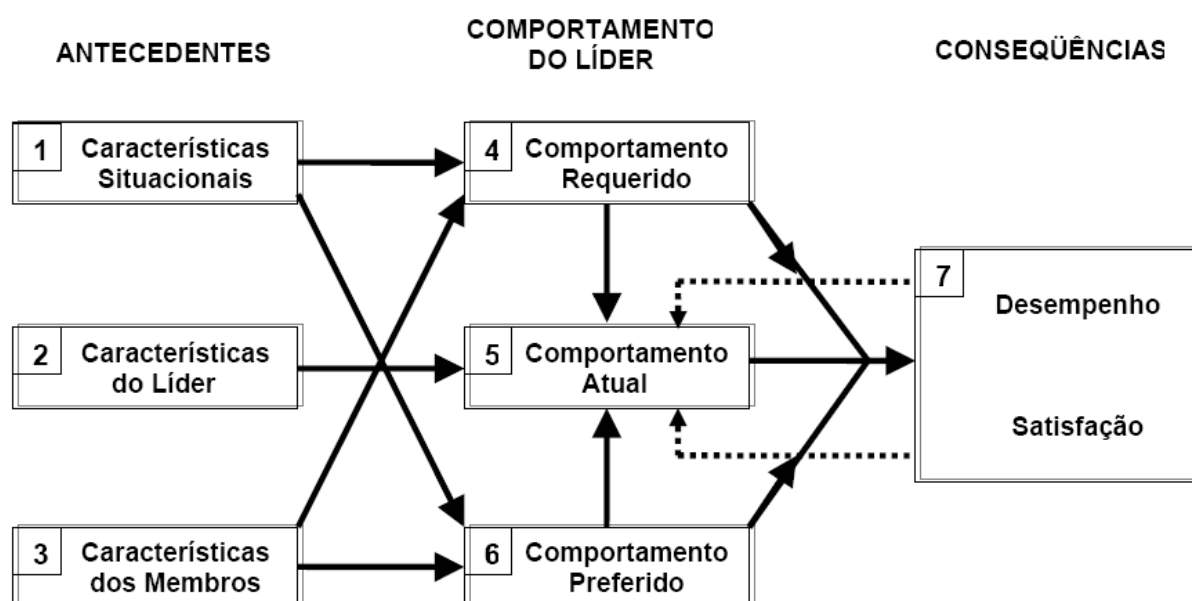 ANTECEDENTES
COMPORTAMENTO
DO LÍDER
CONSEQÜÊNCIAS
1
Características
Situacionais
4
Comportamento
Requerido
7
Desempenho
Satisfação
2
Características
do Líder
5
Comportamento
Atual
3
Características
dos Membros
6
Comportamento
Preferido